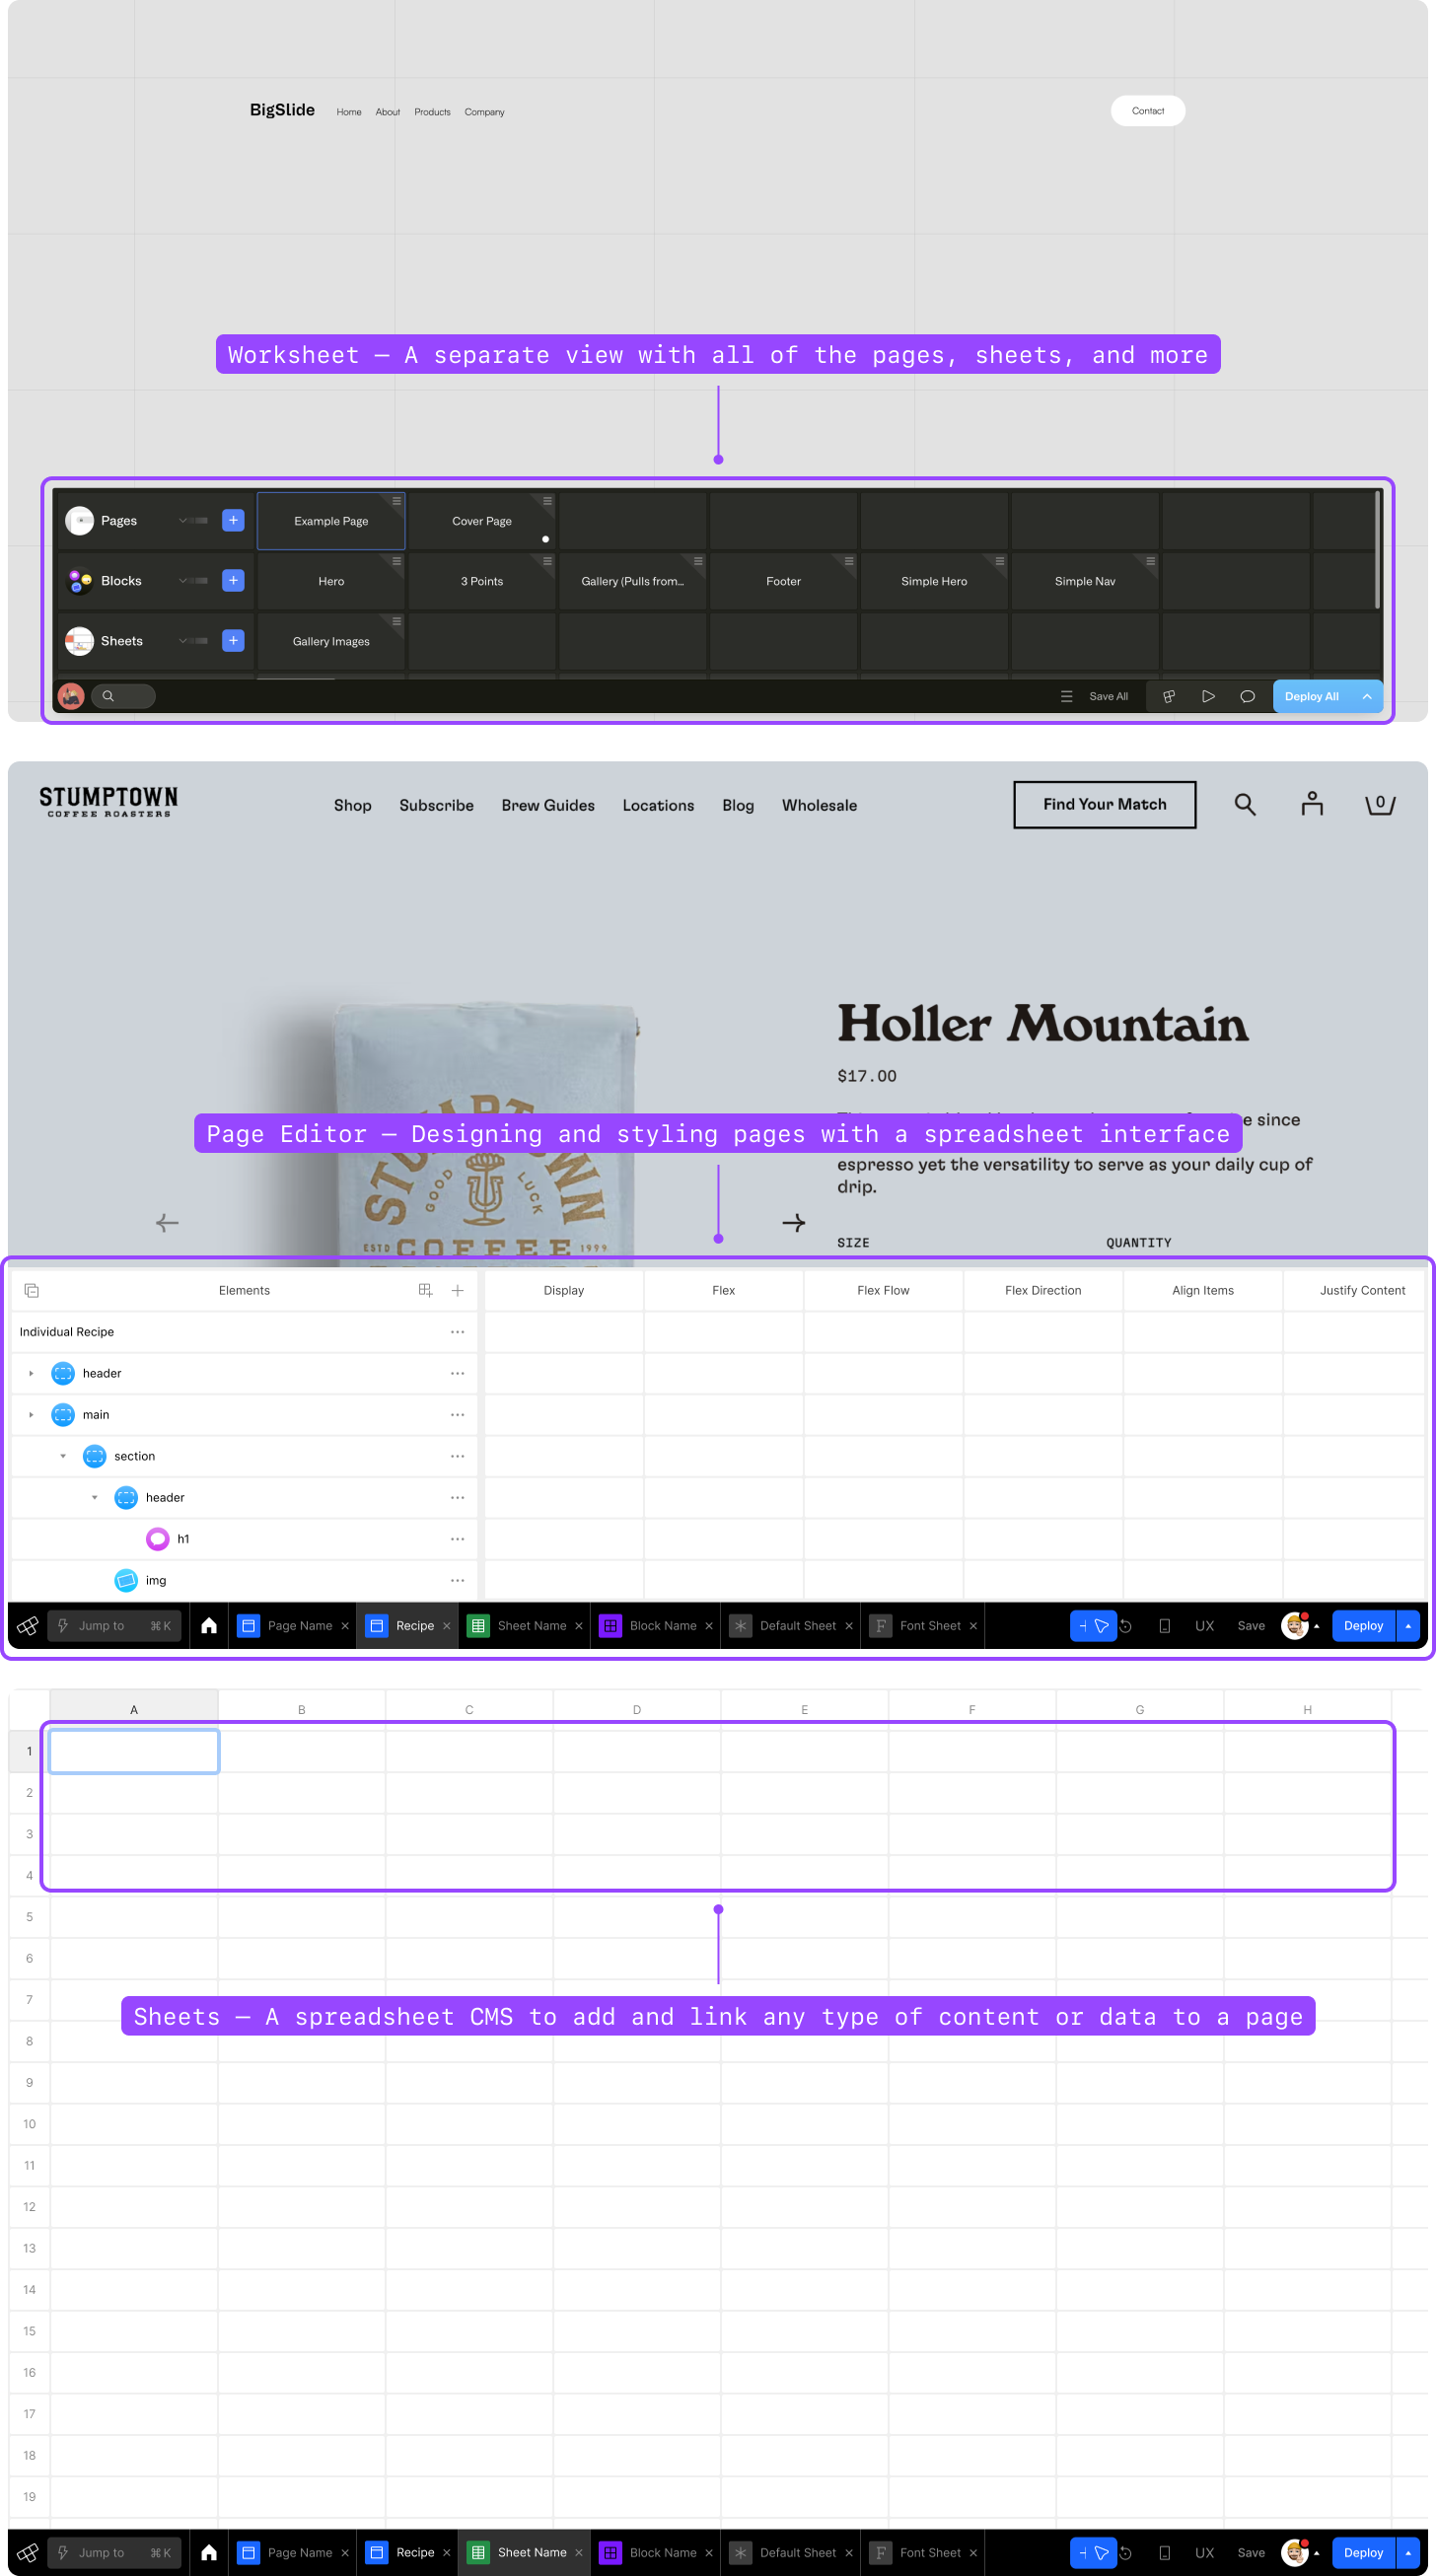 BigSlide Home About Products Company Contact
Worksheet — A separate view with all of the pages, sheets, and more
Pages + Example Page Cover Page
Blocks + Hero 3 Points Gallery (Pulls from... Footer Simple Hero Simple Nav
Sheets + Gallery Images
Save All Deploy All
STUMPTOWN
COFFEE ROASTERS
Shop Subscribe Brew Guides Locations Blog Wholesale Find Your Match 0
Holler Mountain
$17.00
since
Page Editor — Designing and styling pages with a spreadsheet interface
espresso yet the versatility to serve as your daily cup of
drip.
GOOD LUCK
ESTD COFFEE 1999
SIZE QUANTITY
Elements Display Flex Flex Flow Flex Direction Align Items Justify Content
Individual Recipe
header
main
section
header
h1
img
Jump to ⌘ K Page Name × Recipe × Sheet Name × Block Name × Default Sheet × F Font Sheet × UX Save Deploy
A B C D E F G H
1
2
3
4
5
6
7
Sheets — A spreadsheet CMS to add and link any type of content or data to a page
8
9
10
11
12
13
14
15
16
17
18
19
Jump to ⌘ K Page Name × Recipe × Sheet Name × Block Name × Default Sheet × F Font Sheet × UX Save Deploy